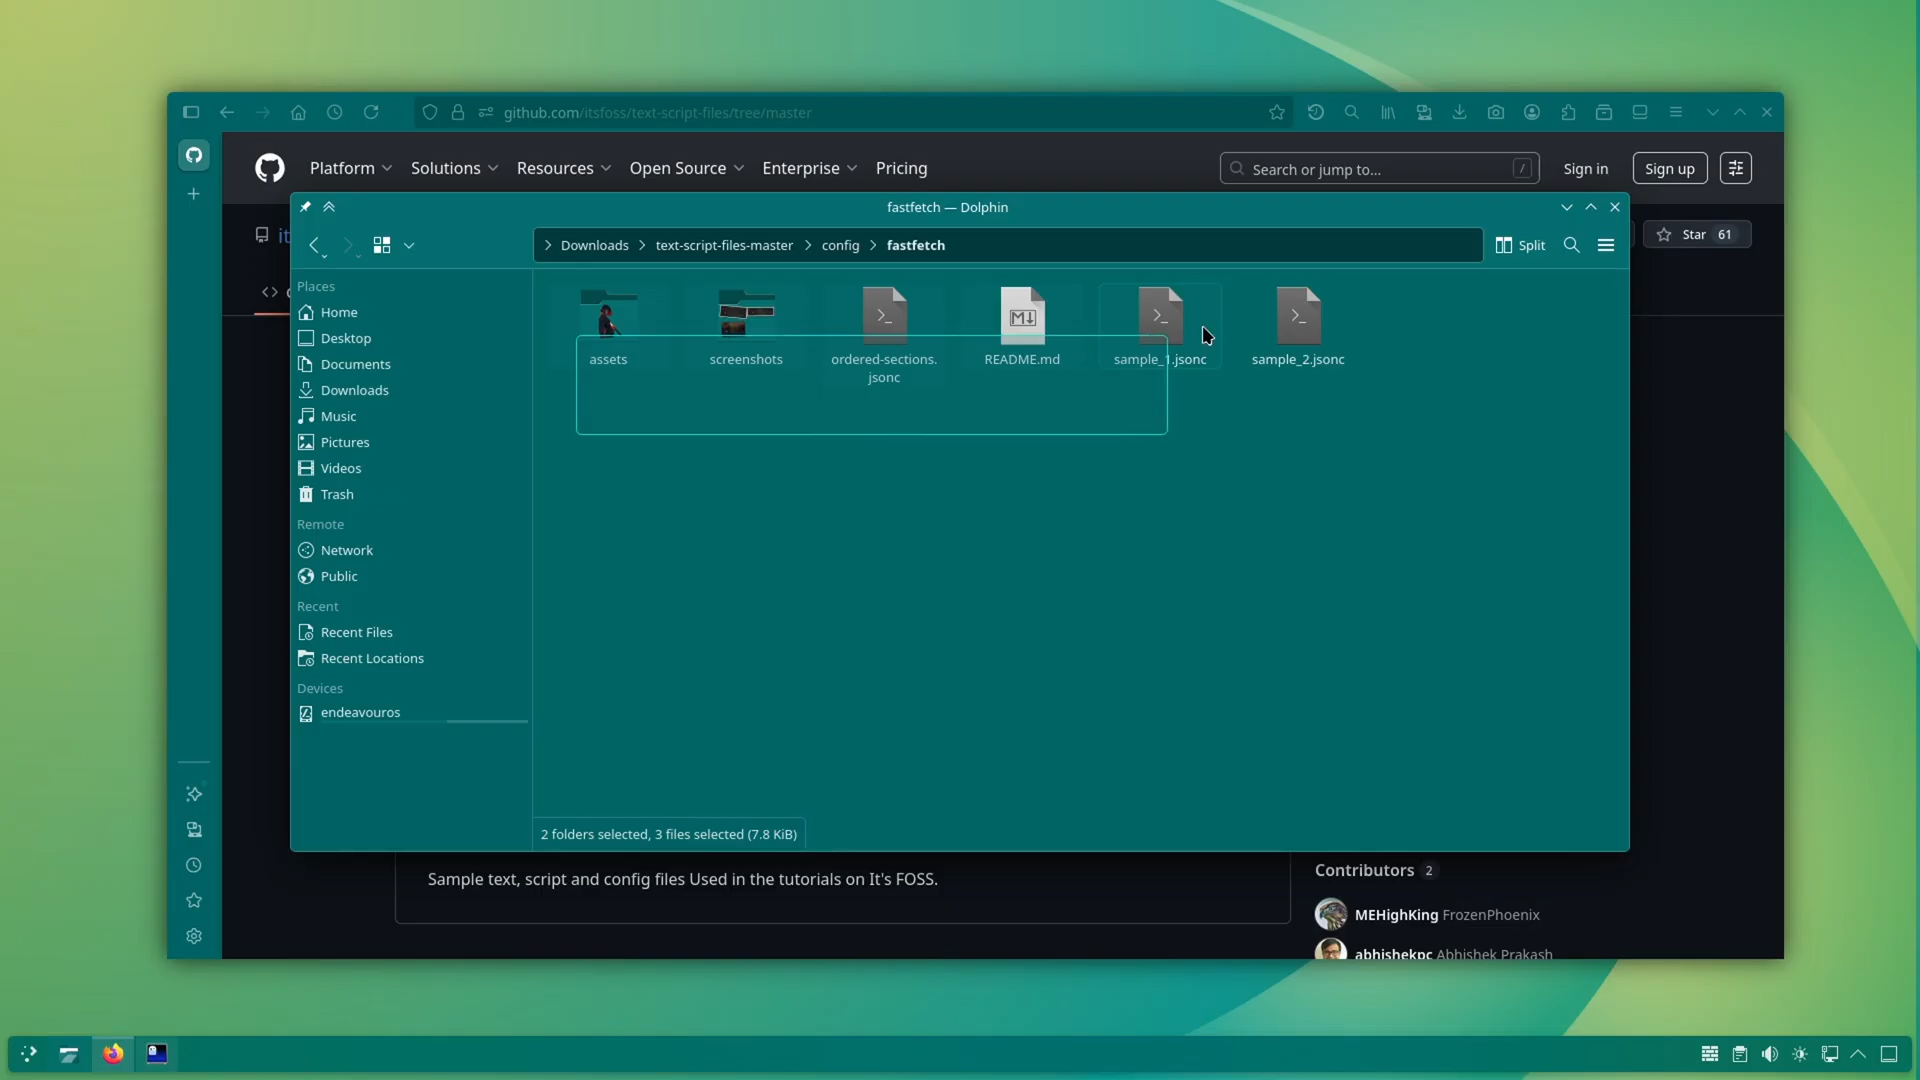 github.com/itsfoss/text-script-files/tree/master
Platform Solutions Resources Open Source Enterprise Pricing
Search or jump to... /
Sign in
Sign up
Star 61
fastfetch — Dolphin
Downloads > text-script-files-master > config > fastfetch
Split
Places
Home
Desktop
Documents
Downloads
Music
Pictures
Videos
Trash
Remote
Network
Public
Recent
Recent Files
Recent Locations
Devices
endeavouros
assets
screenshots
ordered-sections.
jsonc
README.md
sample_1.jsonc
sample_2.jsonc
2 folders selected, 3 files selected (7.8 KiB)
Sample text, script and config files Used in the tutorials on It's FOSS.
Contributors 2
MEHighKing FrozenPhoenix
abhishekpc Abhishek Prakash